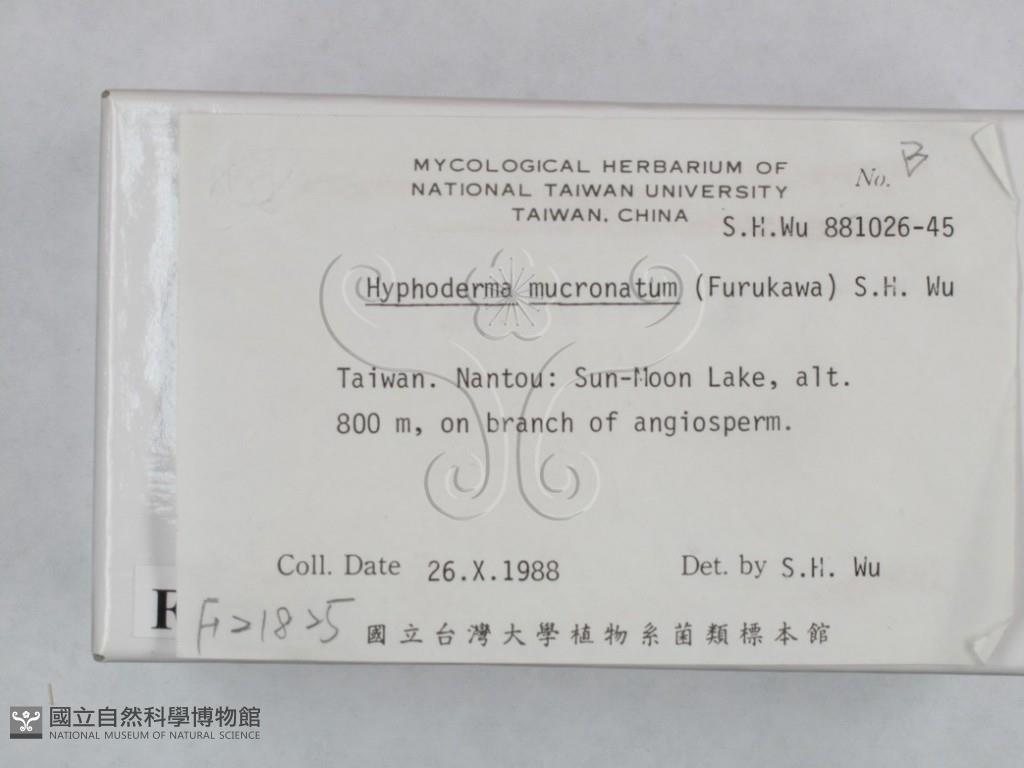 MYCOLOGICAL HERBARIUM OF
NATIONAL TAIWAN UNIVERSITY
TAIWAN, CHINA
No. B
S.H.Wu 881026-45
Hyphoderma mucronatum (Furukawa) S.H. Wu
Taiwan. Nantou: Sun-Moon Lake, alt.
800 m, on branch of angiosperm.
Coll. Date 26.X.1988
Det. by S.H. Wu
F
F21825
國立台灣大學植物系菌類標本館
國立自然科學博物館
NATIONAL MUSEUM OF NATURAL SCIENCE